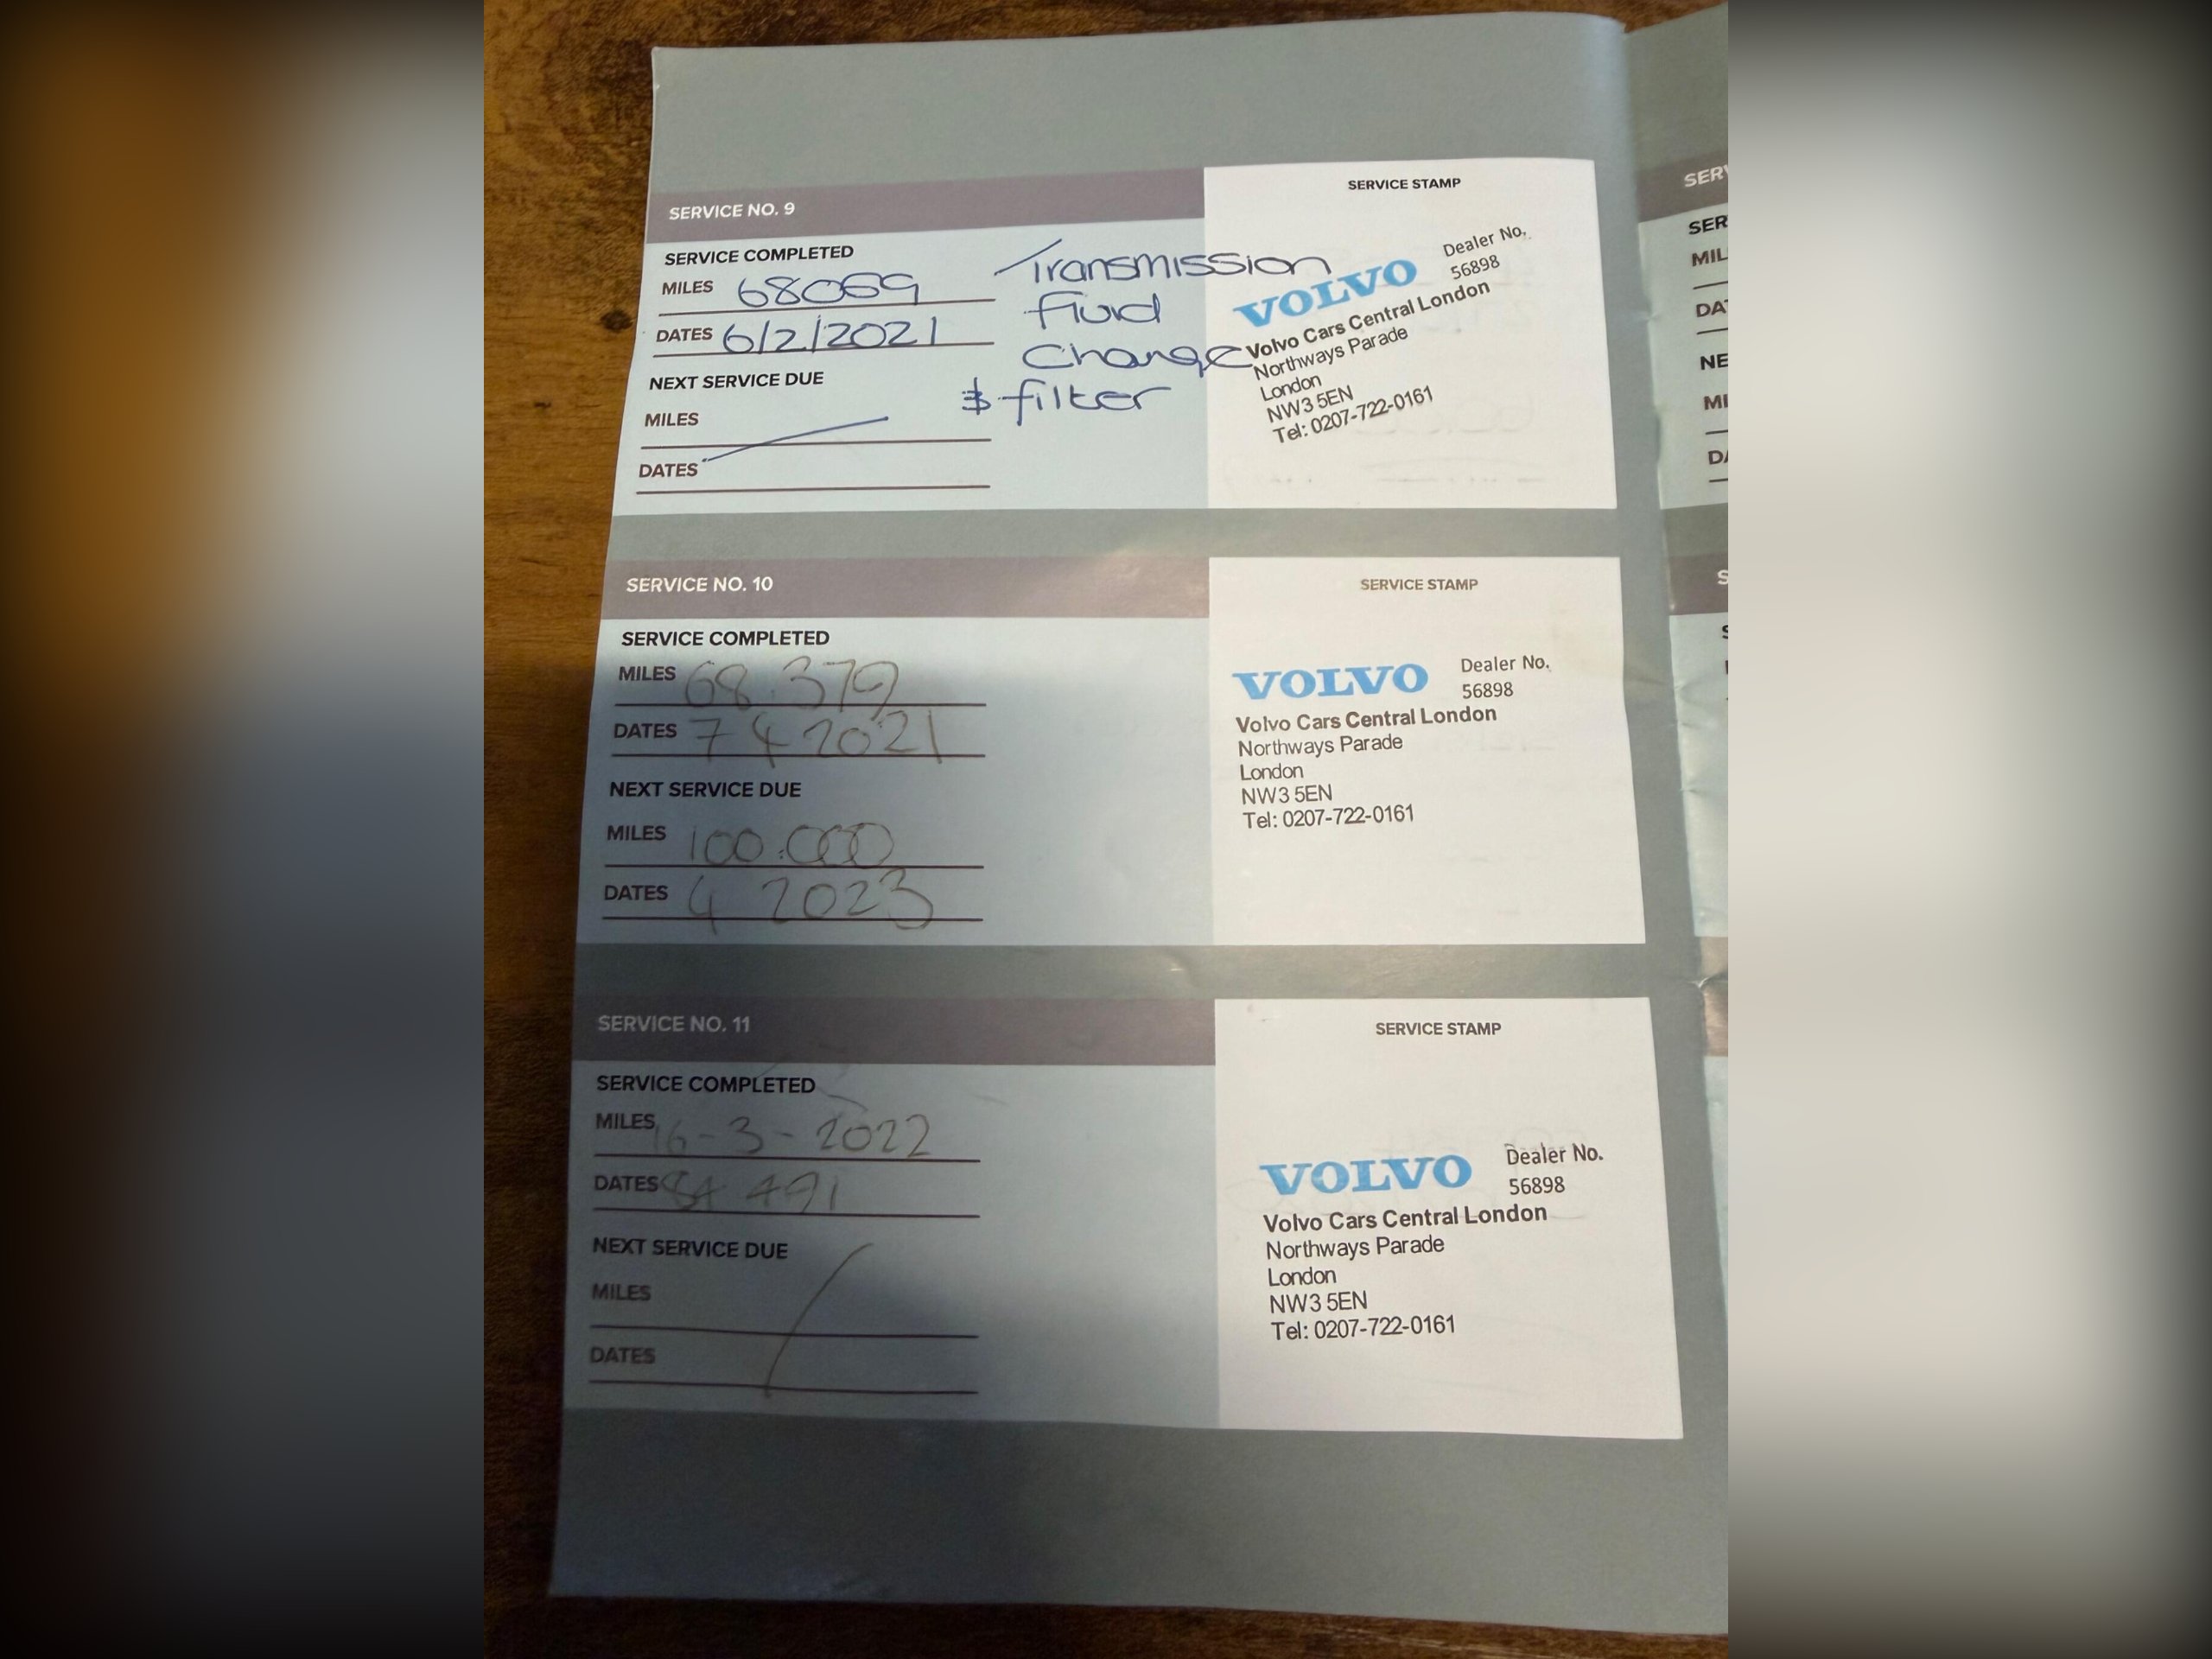 SERVICE NO. 9
SERVICE STAMP
SERVICE COMPLETED
MILES 68059
DATES 6/2/2021
Transmission
fluid
Change
& filter
NEXT SERVICE DUE
MILES
DATES
VOLVO
Dealer No.
56898
Volvo Cars Central London
Northways Parade
London
NW3 5EN
Tel: 0207-722-0161
SERVICE NO. 10
SERVICE STAMP
SERVICE COMPLETED
MILES 68.379
DATES 7 4 2021
NEXT SERVICE DUE
MILES 100.000
DATES 4 2023
VOLVO
Dealer No.
56898
Volvo Cars Central London
Northways Parade
London
NW3 5EN
Tel: 0207-722-0161
SERVICE NO. 11
SERVICE STAMP
SERVICE COMPLETED
MILES 16-3-2022
DATES 84 491
NEXT SERVICE DUE
MILES
DATES
VOLVO
Dealer No.
56898
Volvo Cars Central London
Northways Parade
London
NW3 5EN
Tel: 0207-722-0161